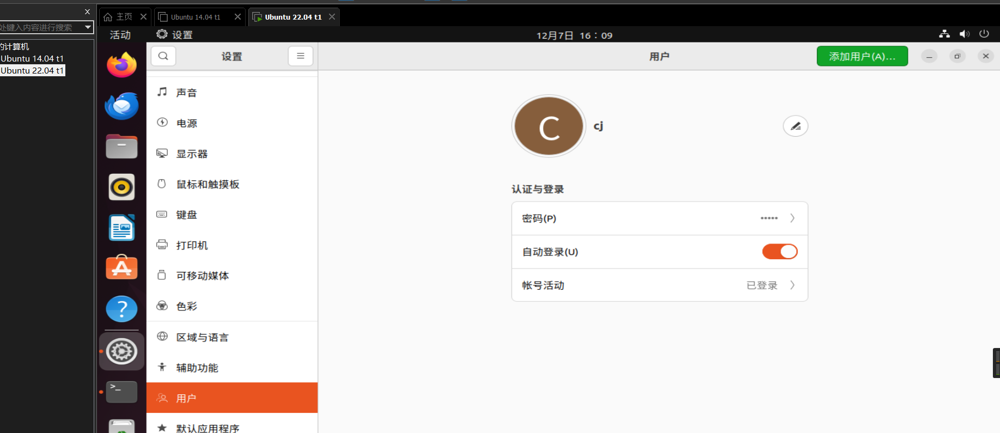 主页
Ubuntu 14.04 t1
Ubuntu 22.04 t1
处键入内容进行搜索
的计算机
Ubuntu 14.04 t1
Ubuntu 22.04 t1
活动
设置
12月7日 16：09
设置
用户
添加用户(A)...
声音
电源
显示器
鼠标和触摸板
键盘
打印机
可移动媒体
色彩
区域与语言
辅助功能
用户
默认应用程序
C
cj
认证与登录
密码(P)
•••••
自动登录(U)
帐号活动
已登录